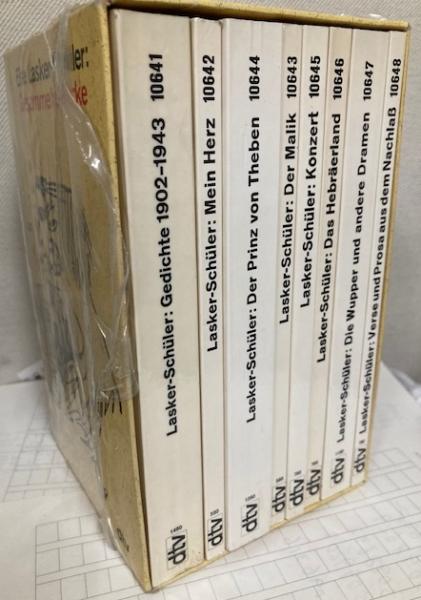 Else Lasker-Schüler:
Gesammelte Werke
dtv
Lasker-Schüler: Gedichte 1902–1943 10641
dtv 1480
Lasker-Schüler: Mein Herz 10642
dtv
Lasker-Schüler: Der Prinz von Theben 10644
dtv
Lasker-Schüler: Der Malik 10643
dtv
Lasker-Schüler: Konzert 10645
dtv
Lasker-Schüler: Das Hebräerland 10646
dtv
Lasker-Schüler: Die Wupper und andere Dramen 10647
dtv
Lasker-Schüler: Verse und Prosa aus dem Nachlaß 10648